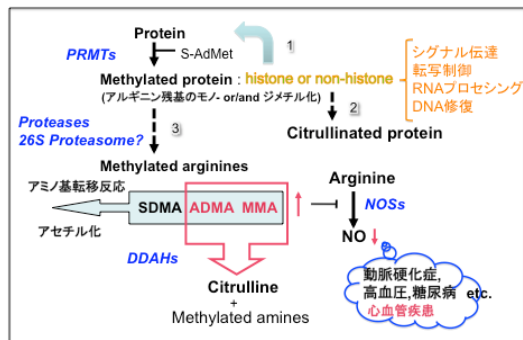 Protein
PRMTs
S-AdMet
1
Methylated protein : histone or non-histone
(アルギニン残基のモノ- or/and ジメチル化)
シグナル伝達
転写制御
RNAプロセシング
DNA修復
2
Citrullinated protein
Proteases
26S Proteasome?
3
Methylated arginines
アミノ基転移反応
SDMA ADMA MMA
アセチル化
Arginine
NOSs
NO
DDAHs
Citrulline
+
Methylated amines
動脈硬化症,
高血圧,糖尿病 etc.
心血管疾患